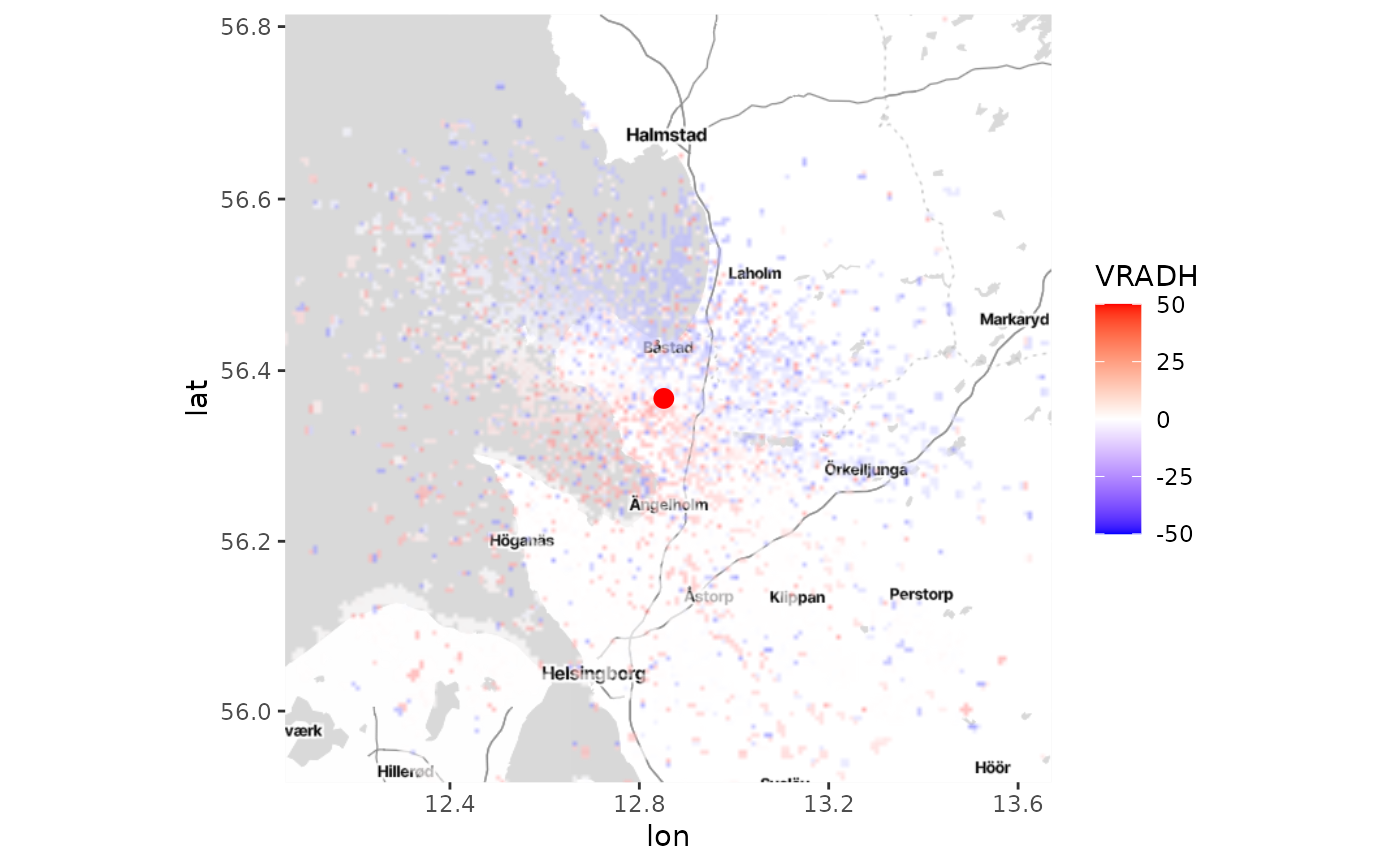 56.8
56.6
56.4
56.2
56.0
lat
Halmstad
Laholm
Markaryd
Båstad
Örkelljunga
Ängelholm
Höganäs
Åstorp
Klippan
Perstorp
Helsingborg
værk
Hillerød
Höör
12.4
12.8
13.2
13.6
lon
VRADH
50
25
0
-25
-50